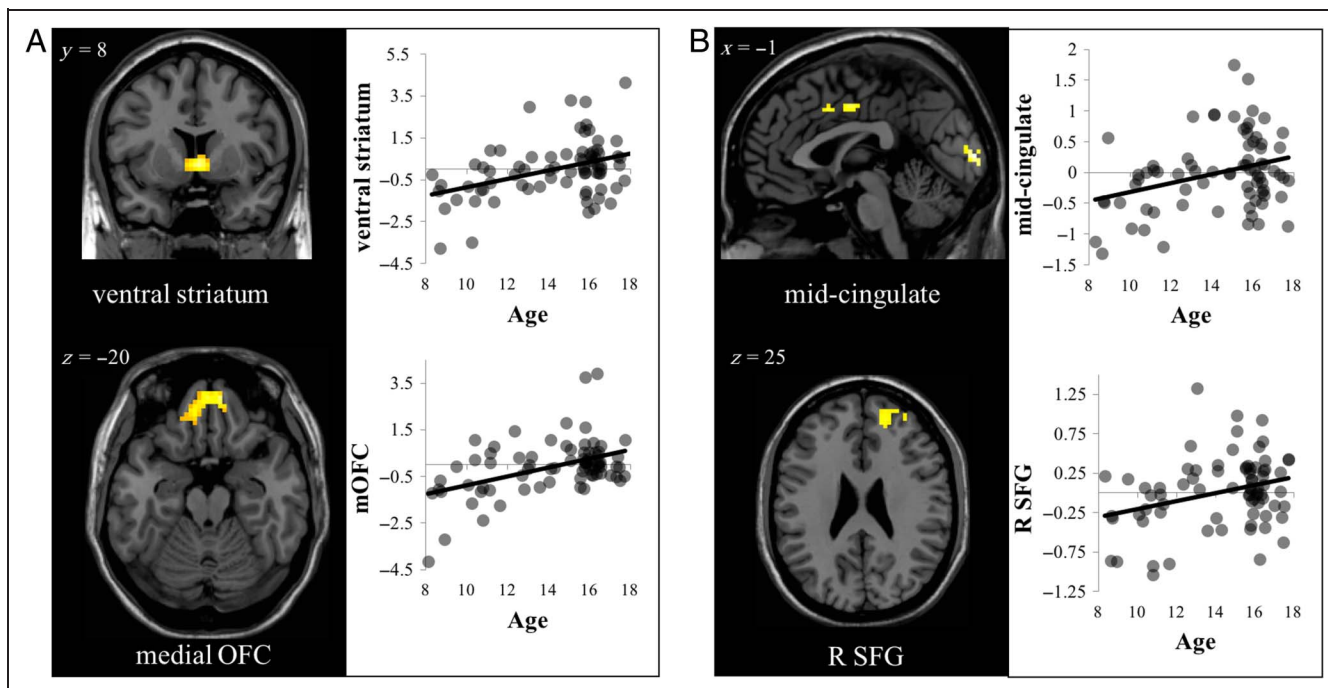 A
y = 8
ventral striatum
5.5
3.5
1.5
−0.5
−2.5
−4.5
ventral striatum
8 10 12 14 16 18
Age
z = −20
medial OFC
3.5
1.5
−0.5
−2.5
−4.5
mOFC
8 10 12 14 16 18
Age
B
x = −1
mid-cingulate
2
1.5
1
0.5
0
−0.5
−1
−1.5
mid-cingulate
8 10 12 14 16 18
Age
z = 25
R SFG
1.25
0.75
0.25
−0.25
−0.75
−1.25
R SFG
8 10 12 14 16 18
Age